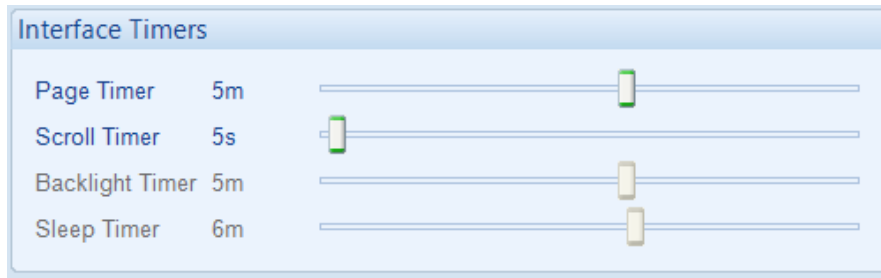 Interface Timers
Page Timer 5m
Scroll Timer 5s
Backlight Timer 5m
Sleep Timer 6m